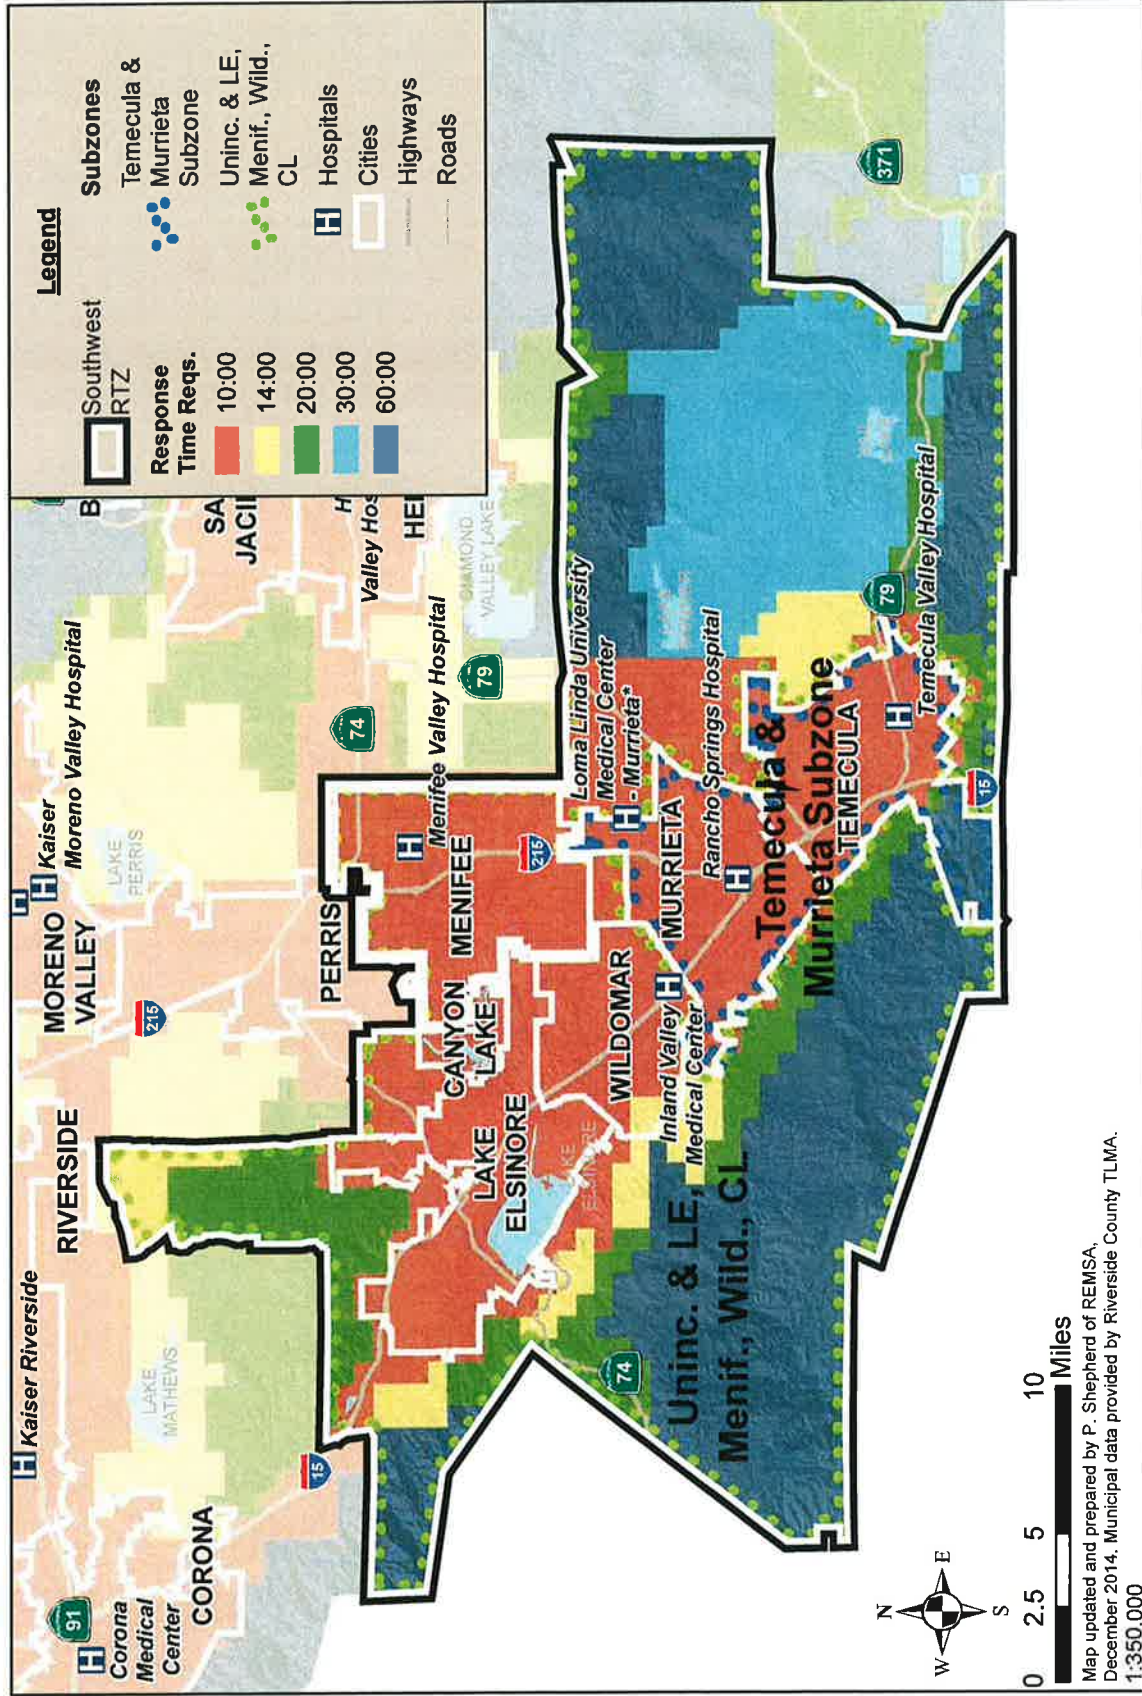 Legend
Southwest
RTZ
Response
Time Reqs.
10:00
14:00
20:00
30:00
60:00
Subzones
Temecula &
Murrieta
Subzone
Uninc. & LE,
Menif., Wild.,
CL
H Hospitals
Cities
Highways
Roads
91
H
Corona
Medical
Center
CORONA
H Kaiser Riverside
LAKE
MATHEWS
15
RIVERSIDE
215
MORENO
VALLEY
H
H Kaiser
Moreno Valley Hospital
LAKE
PERRIS
PERRIS
74
B
SA
JACI
H
Valley Hos
HE
DIAMOND
VALLEY LAKE
79
H
Menifee Valley Hospital
MENIFEE
215
CANYON
LAKE
LAKE
ELSINORE
LAKE
ELSINORE
WILDOMAR
Inland Valley H
Medical Center
Loma Linda University
Medical Center
H - Murrieta*
MURRIETA
Rancho Springs Hospital
H
Temecula &
Murrieta Subzone
TEMECULA
H
Temecula Valley Hospital
79
15
371
74
Uninc. & LE,
Menif., Wild., CL
N
W E
S
0 2.5 5 10
Miles
Map updated and prepared by P. Shepherd of REMSA,
December 2014. Municipal data provided by Riverside County TLMA.
1:350,000